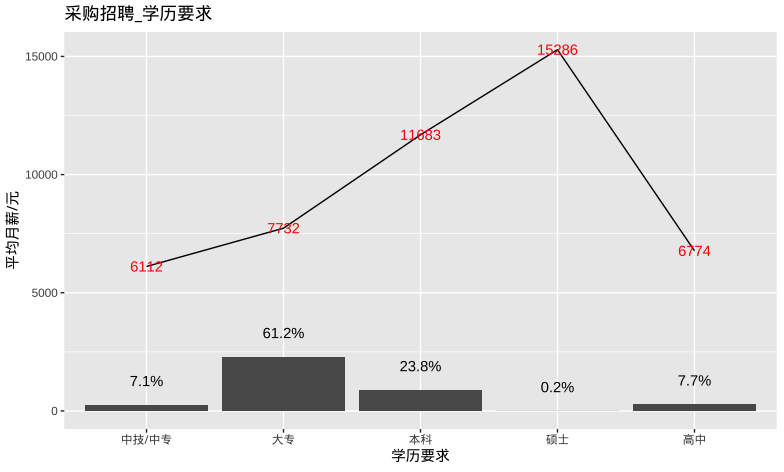 采购招聘_学历要求
平均月薪/元
15000
10000
5000
0
15286
11683
7732
6774
6112
61.2%
23.8%
7.1%
0.2%
7.7%
中技/中专
大专
本科
硕士
高中
学历要求